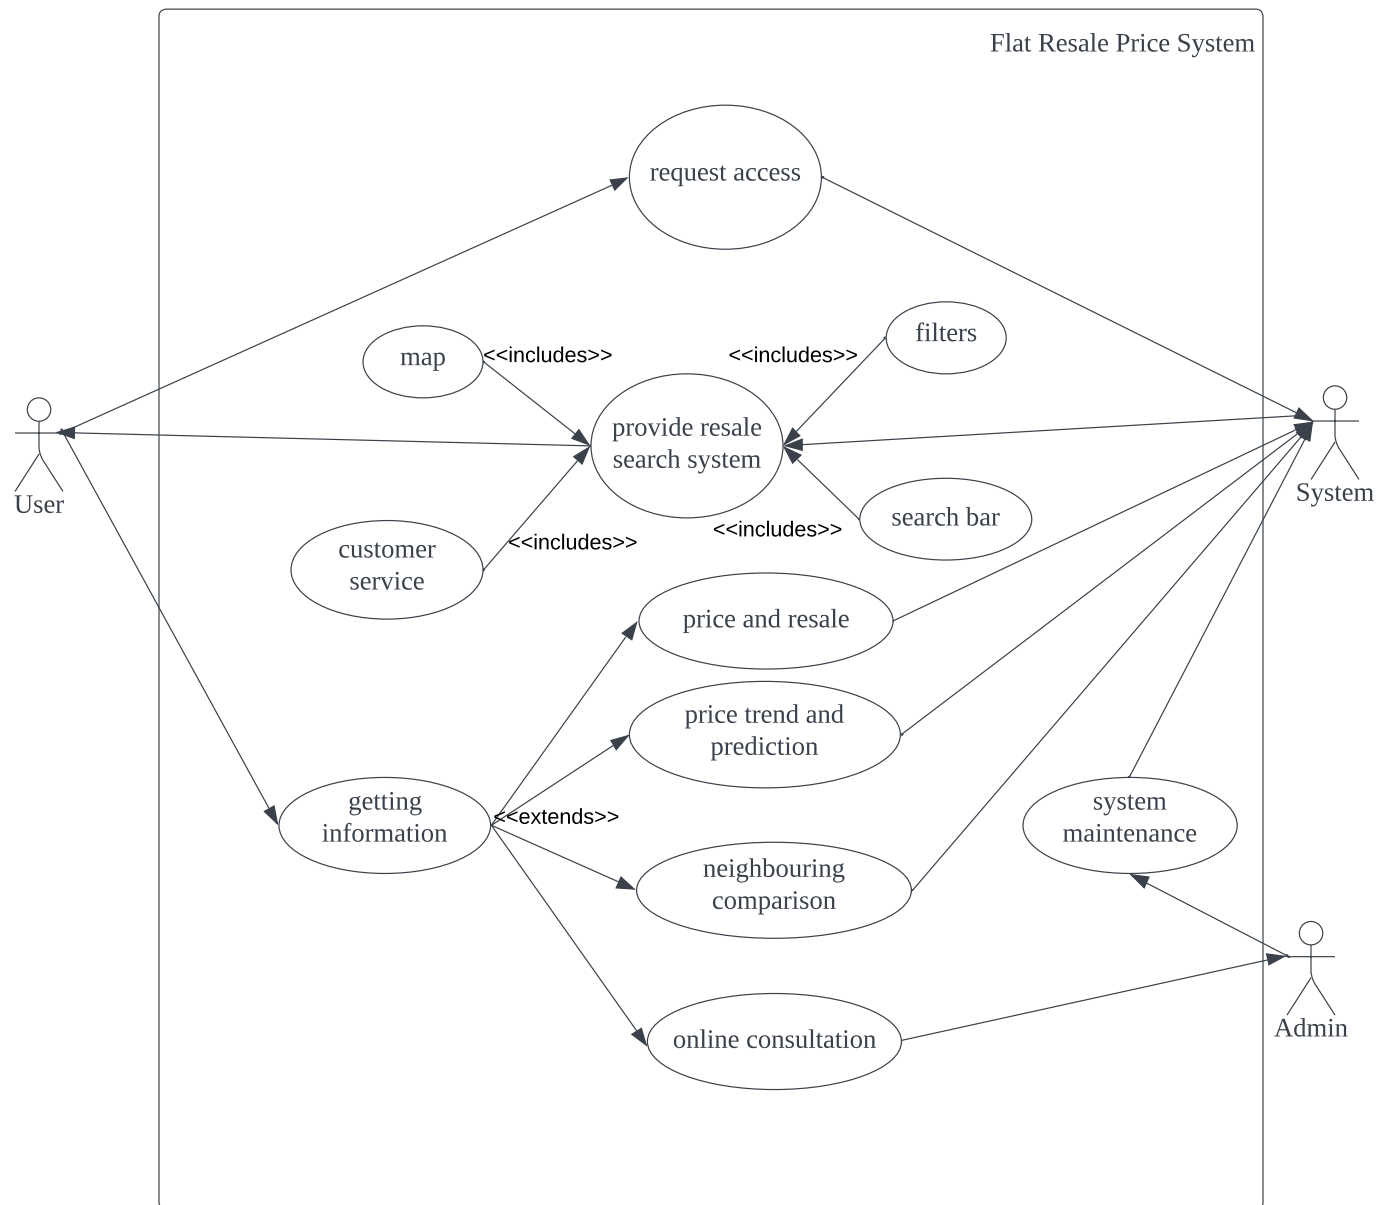 Flat Resale Price System
request access
filters
map
<<includes>>
<<includes>>
provide resale
search system
User
System
search bar
<<includes>>
<<includes>>
customer
service
price and resale
price trend and
prediction
getting
information
<<extends>>
system
maintenance
neighbouring
comparison
online consultation
Admin